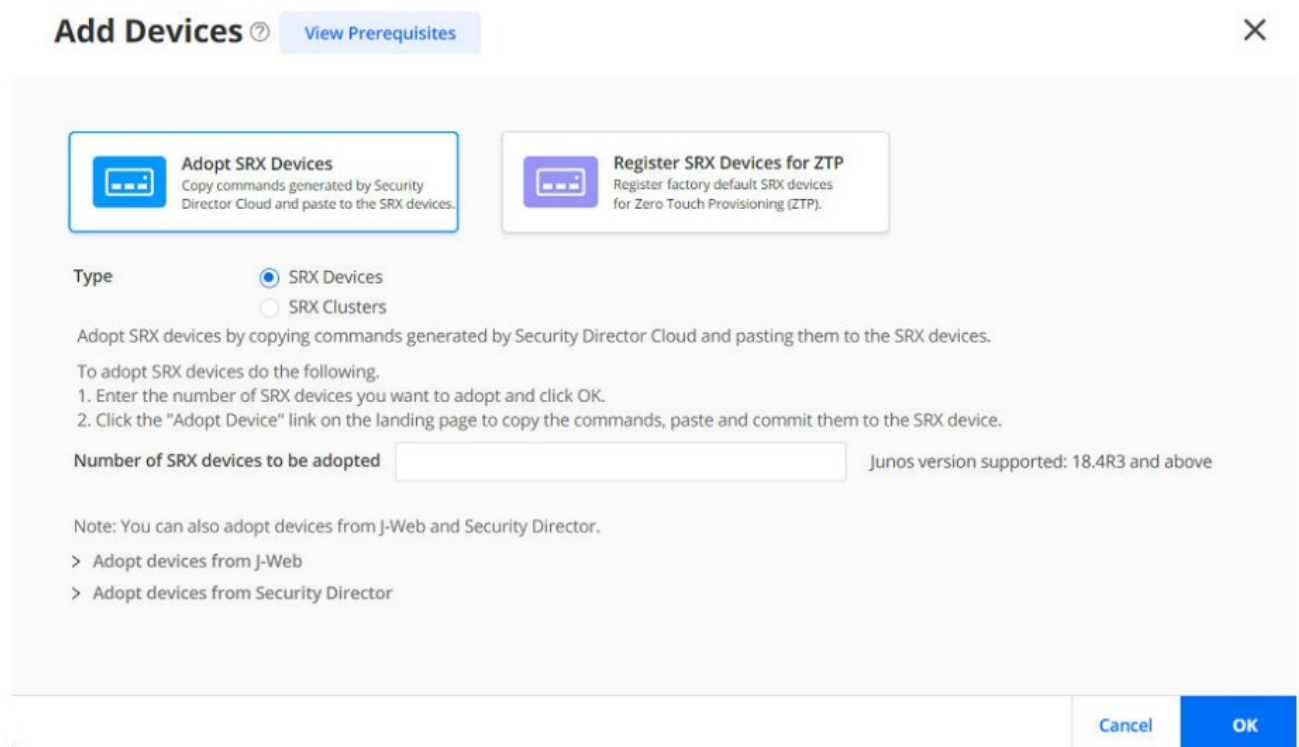 Add Devices ? View Prerequisites
Adopt SRX Devices
Copy commands generated by Security
Director Cloud and paste to the SRX devices.
Register SRX Devices for ZTP
Register factory default SRX devices
for Zero Touch Provisioning (ZTP).
Type
SRX Devices
SRX Clusters
Adopt SRX devices by copying commands generated by Security Director Cloud and pasting them to the SRX devices.
To adopt SRX devices do the following.
1. Enter the number of SRX devices you want to adopt and click OK.
2. Click the "Adopt Device" link on the landing page to copy the commands, paste and commit them to the SRX device.
Number of SRX devices to be adopted
Junos version supported: 18.4R3 and above
Note: You can also adopt devices from J-Web and Security Director.
> Adopt devices from J-Web
> Adopt devices from Security Director
Cancel
OK